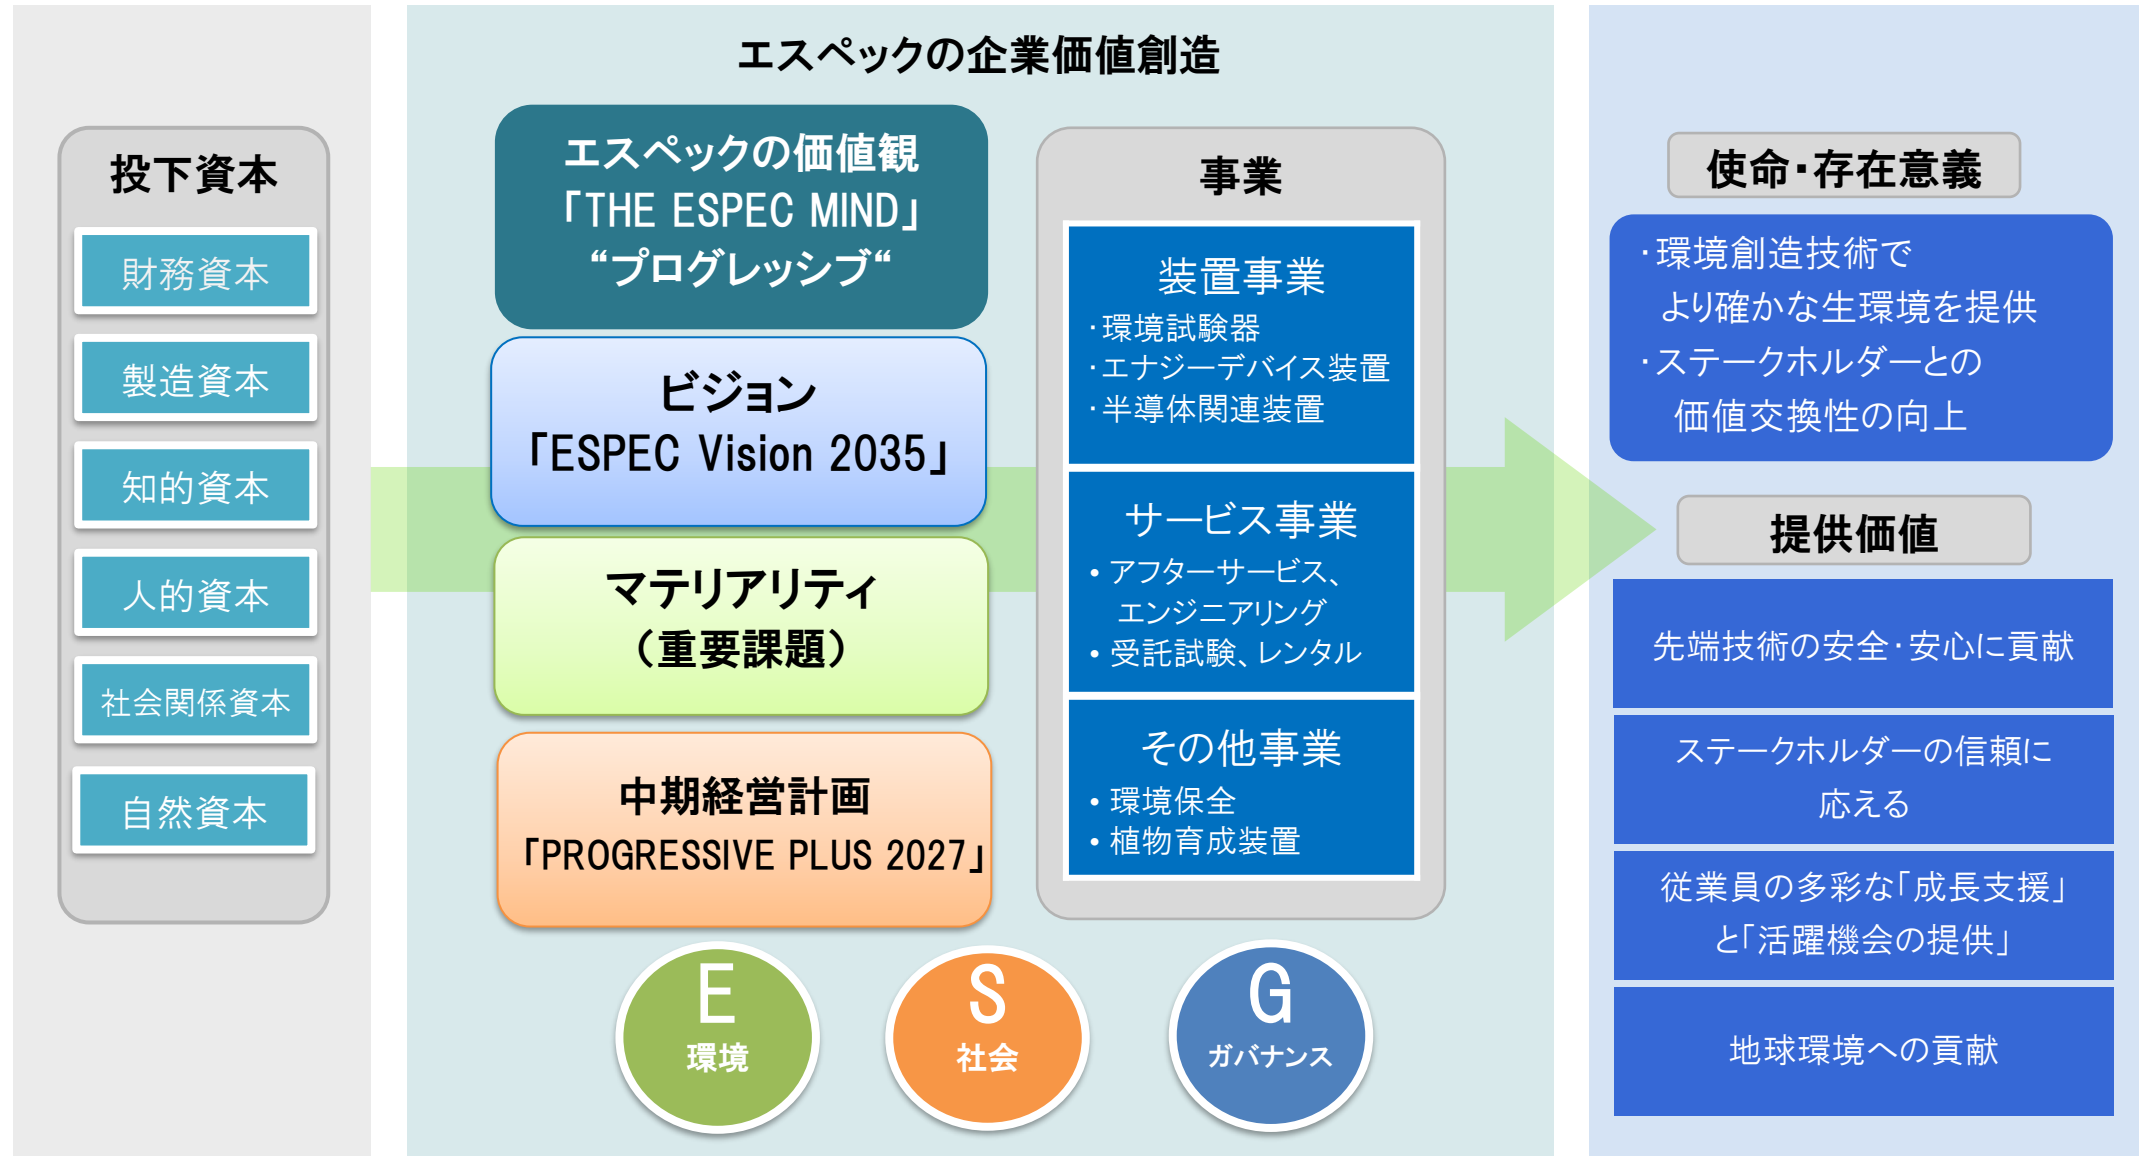 エスペックの企業価値創造
投下資本
財務資本
製造資本
知的資本
人的資本
社会関係資本
自然資本
エスペックの価値観
「THE ESPEC MIND」
“プログレッシブ“
ビジョン
「ESPEC Vision 2035」
マテリアリティ
（重要課題）
中期経営計画
「PROGRESSIVE PLUS 2027」
事業
装置事業
・環境試験器
・エナジーデバイス装置
・半導体関連装置
サービス事業
• アフターサービス、
エンジニアリング
• 受託試験、レンタル
その他事業
• 環境保全
• 植物育成装置
E
環境
S
社会
G
ガバナンス
使命・存在意義
・環境創造技術で
より確かな生環境を提供
・ステークホルダーとの
価値交換性の向上
提供価値
先端技術の安全・安心に貢献
ステークホルダーの信頼に
応える
従業員の多彩な「成長支援」
と「活躍機会の提供」
地球環境への貢献